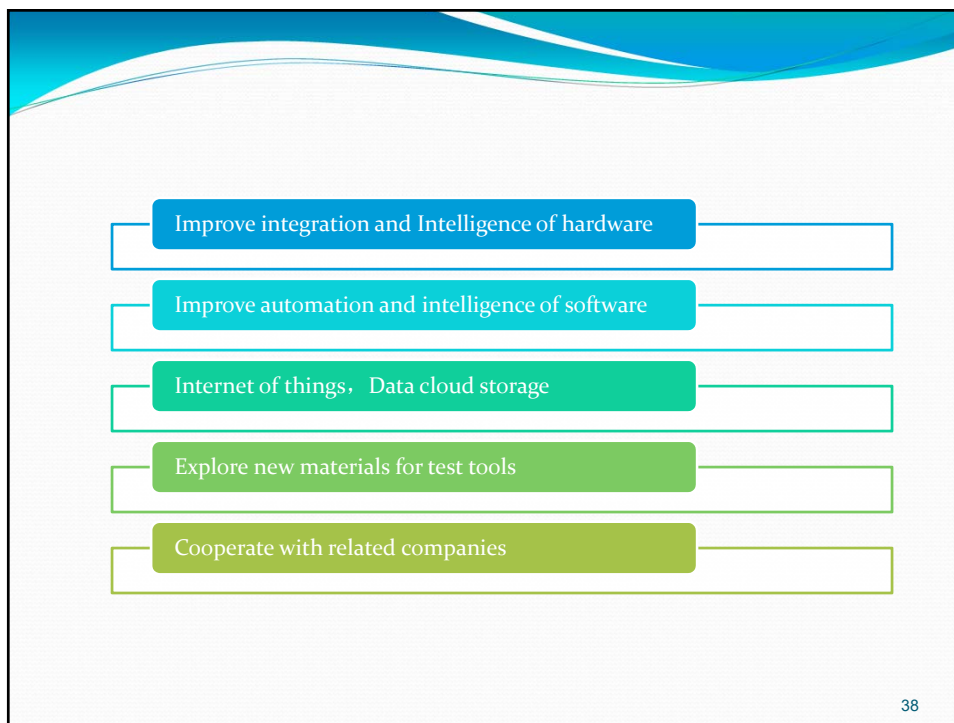 Improve integration and Intelligence of hardware
Improve automation and intelligence of software
Internet of things，Data cloud storage
Explore new materials for test tools
Cooperate with related companies
38